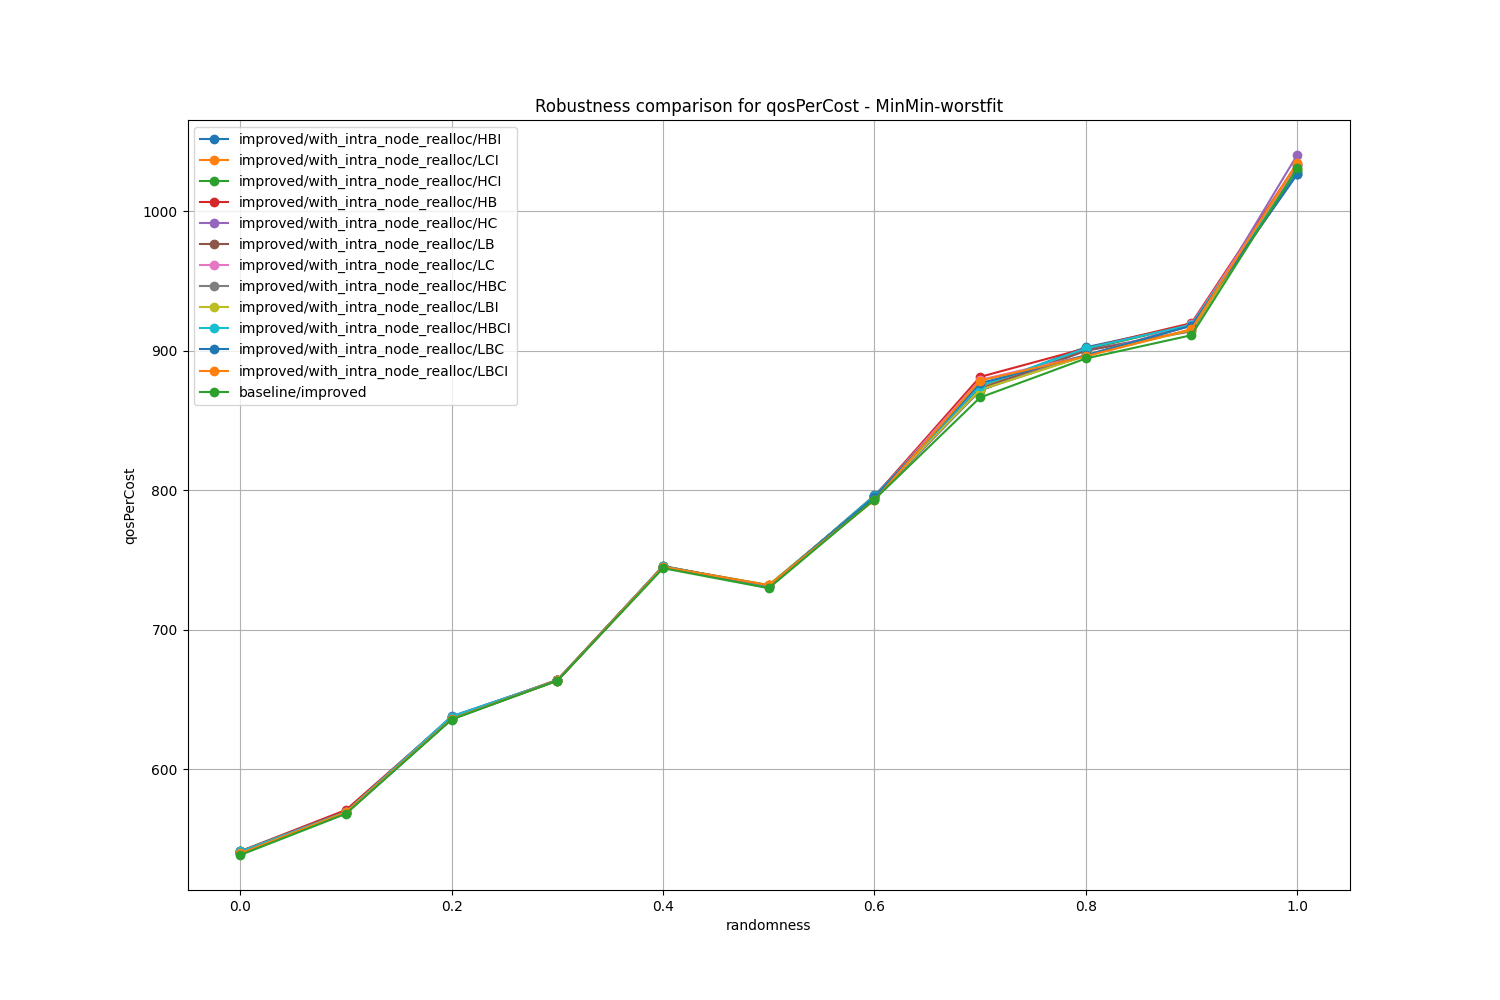 Robustness comparison for qosPerCost - MinMin-worstfit
improved/with_intra_node_realloc/HBI
improved/with_intra_node_realloc/LCI
improved/with_intra_node_realloc/HCI
improved/with_intra_node_realloc/HB
improved/with_intra_node_realloc/HC
improved/with_intra_node_realloc/LB
improved/with_intra_node_realloc/LC
improved/with_intra_node_realloc/HBC
improved/with_intra_node_realloc/LBI
improved/with_intra_node_realloc/HBCI
improved/with_intra_node_realloc/LBC
improved/with_intra_node_realloc/LBCI
baseline/improved
1000
900
800
700
600
qosPerCost
0.0 0.2 0.4 0.6 0.8 1.0
randomness